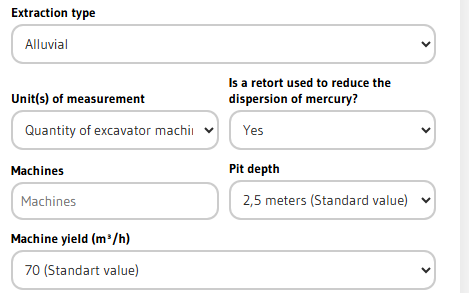 Extraction type
Alluvial
Is a retort used to reduce the
Unit(s) of measurement dispersion of mercury?
Quantity of excavator machi Yes
Machines Pit depth
Machines 2,5 meters (Standard value)
Machine yield (m³/h)
70 (Standart value)